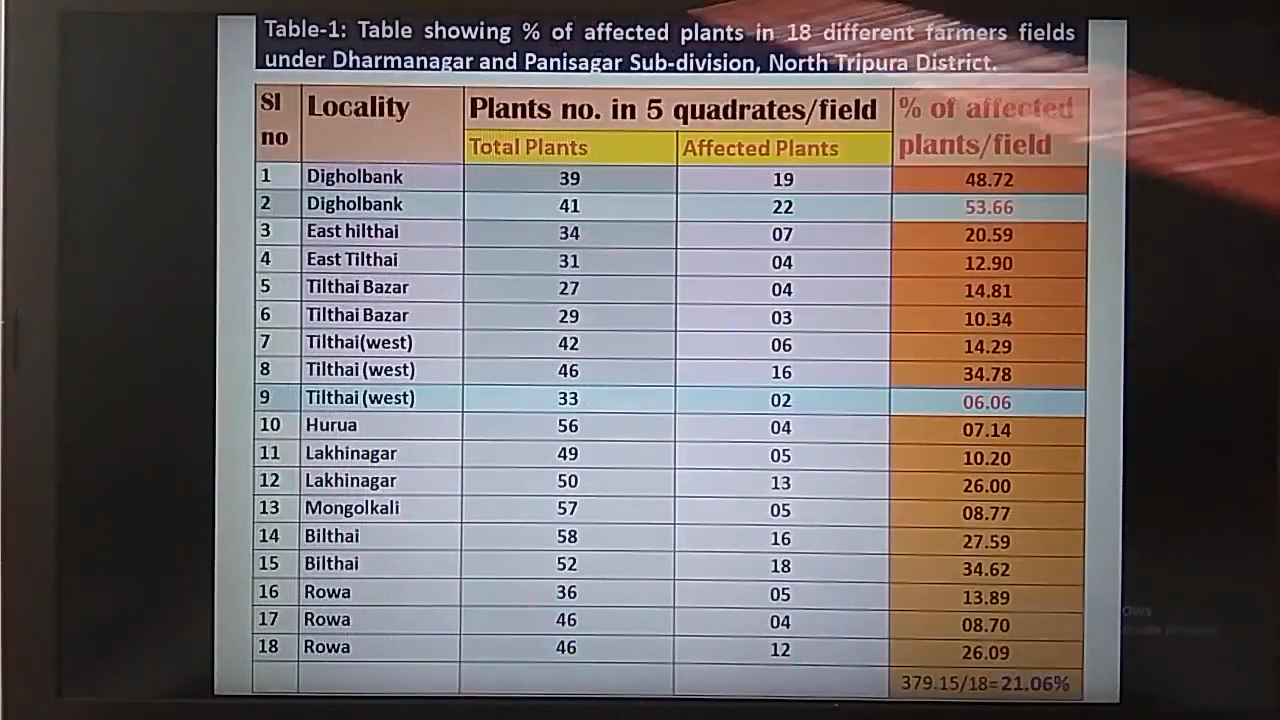 Table-1: Table showing % of affected plants in 18 different farmers fields
under Dharmanagar and Panisagar Sub-division, North Tripura District.
Sl no Locality Plants no. in 5 quadrates/field % of affected plants/field
Total Plants Affected Plants
1 Digholbank 39 19 48.72
2 Digholbank 41 22 53.66
3 East hilthai 34 07 20.59
4 East Tilthai 31 04 12.90
5 Tilthai Bazar 27 04 14.81
6 Tilthai Bazar 29 03 10.34
7 Tilthai(west) 42 06 14.29
8 Tilthai (west) 46 16 34.78
9 Tilthai (west) 33 02 06.06
10 Hurua 56 04 07.14
11 Lakhinagar 49 05 10.20
12 Lakhinagar 50 13 26.00
13 Mongolkali 57 05 08.77
14 Bilthai 58 16 27.59
15 Bilthai 52 18 34.62
16 Rowa 36 05 13.89
17 Rowa 46 04 08.70
18 Rowa 46 12 26.09
379.15/18=21.06%